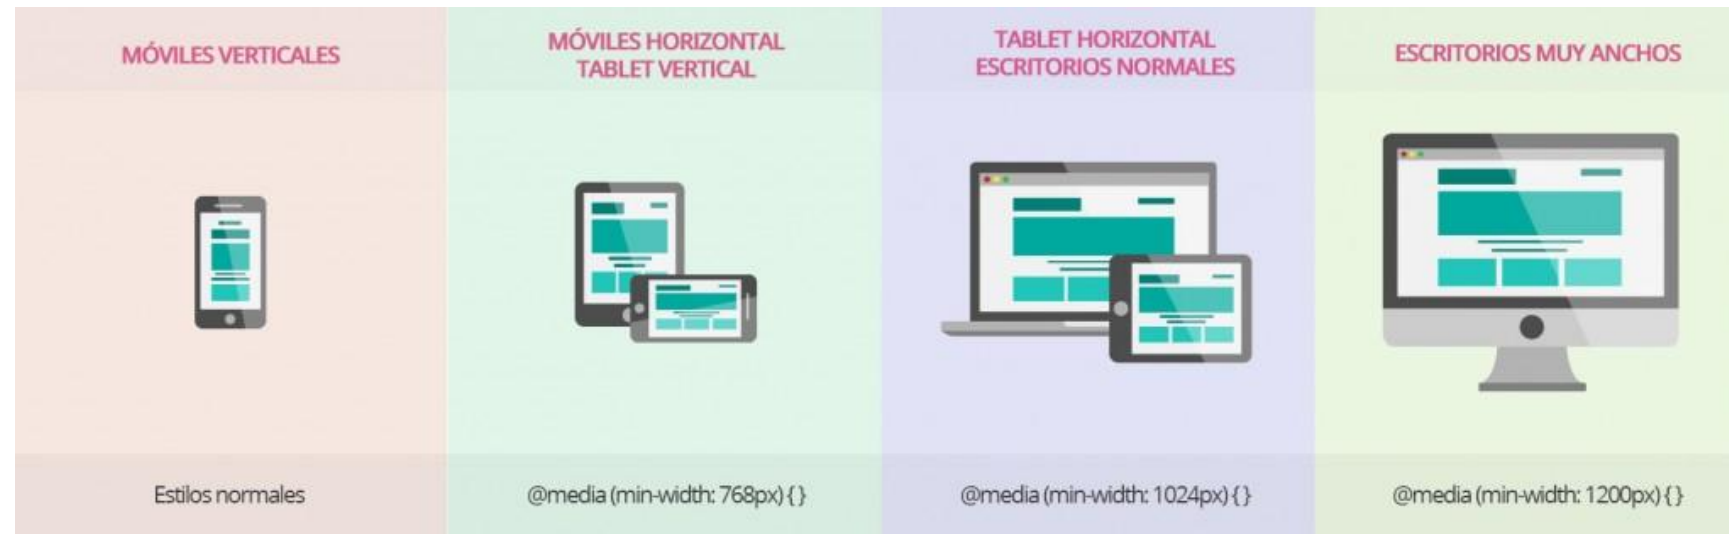 MÓVILES VERTICALES
MÓVILES HORIZONTAL
TABLET VERTICAL
TABLET HORIZONTAL
ESCRITORIOS NORMALES
ESCRITORIOS MUY ANCHOS
Estilos normales
@media (min-width: 768px) { }
@media (min-width: 1024px) { }
@media (min-width: 1200px) { }